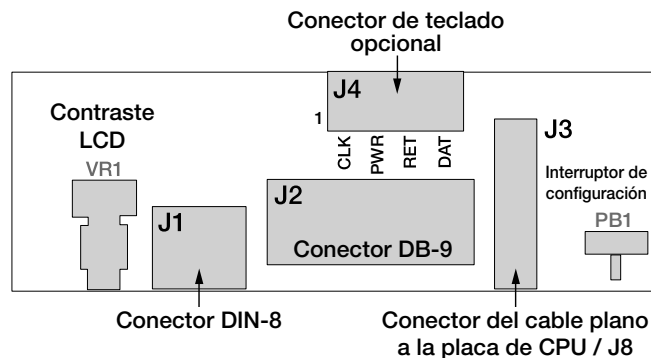 Conector de teclado
opcional
J4
1
CLK
PWR
RET
DAT
Contraste
LCD
VR1
J3
Interruptor de
configuración
PB1
J1
J2
Conector DB-9
Conector DIN-8
Conector del cable plano
a la placa de CPU / J8